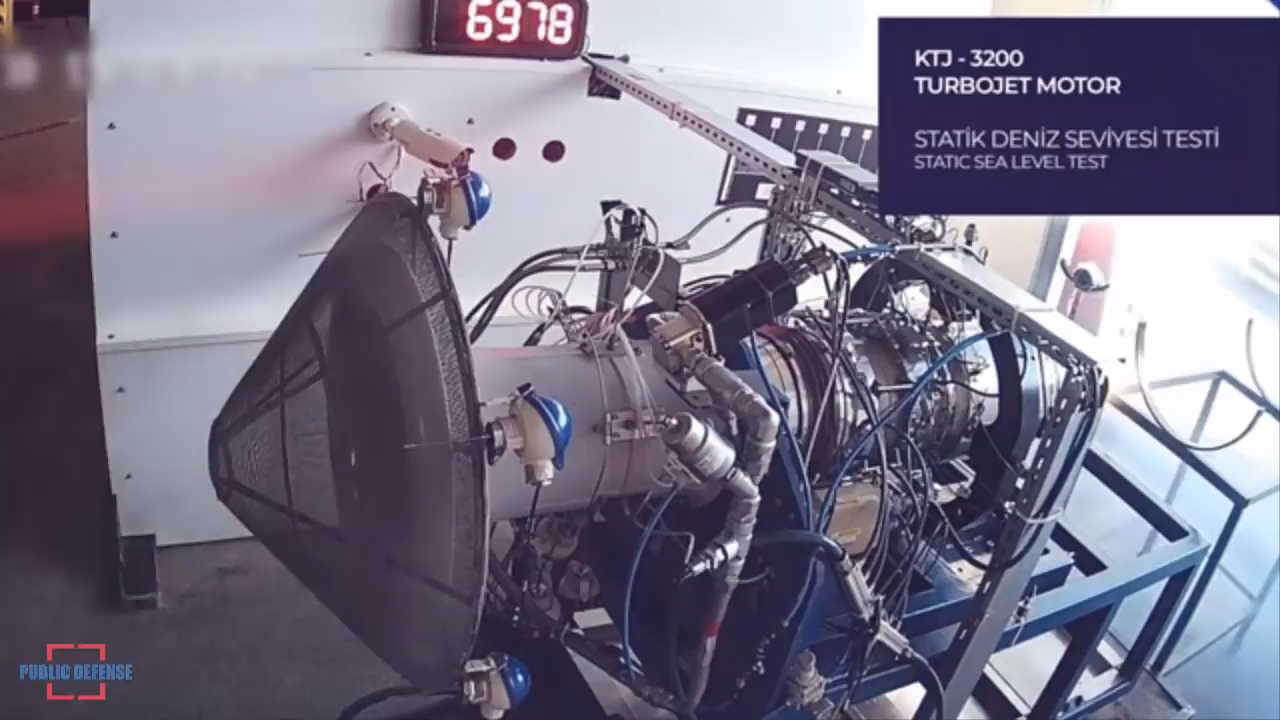 6978
KTJ - 3200
TURBOJET MOTOR
STATİK DENİZ SEVİYESİ TESTİ
STATIC SEA LEVEL TEST
PUBLIC DEFENSE